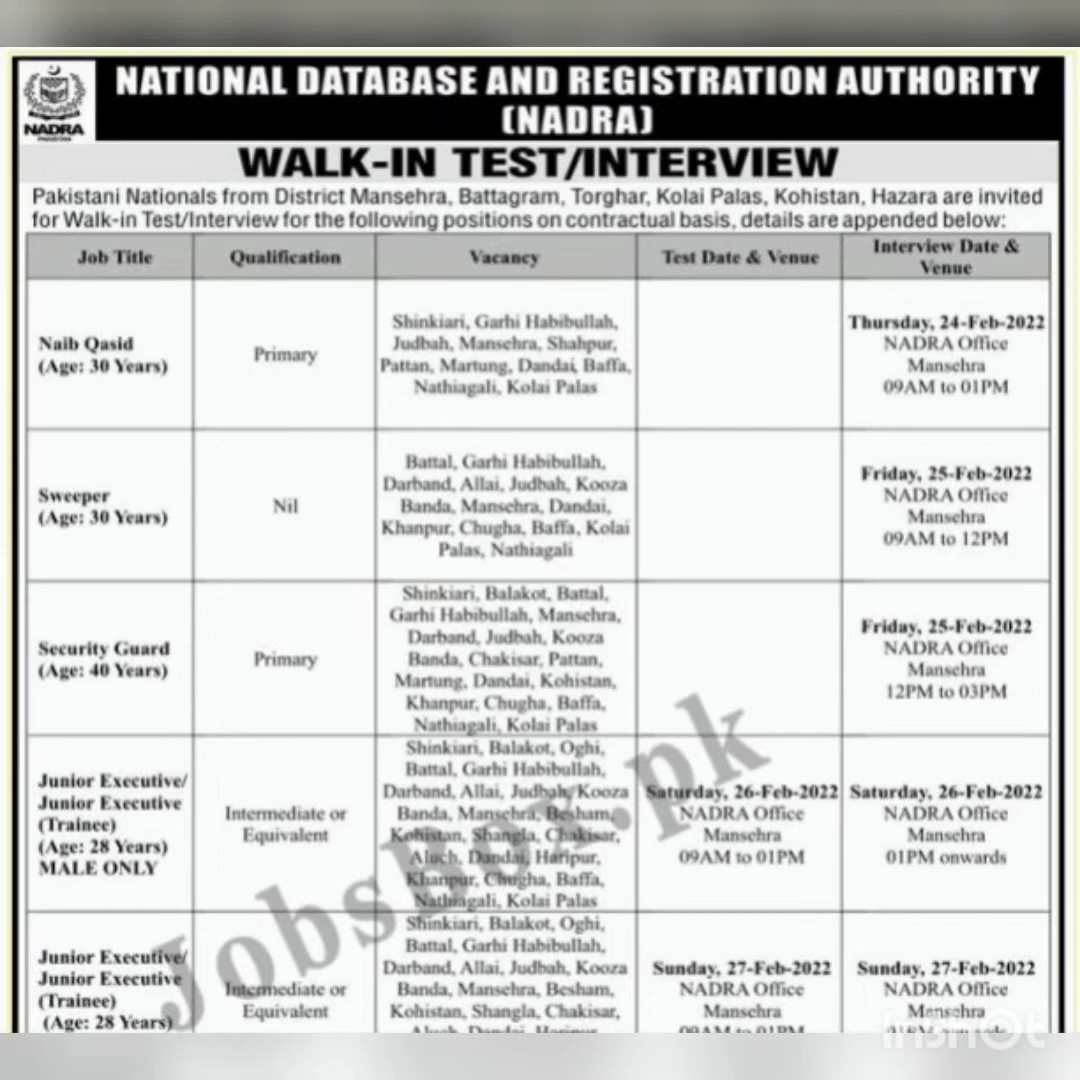 NATIONAL DATABASE AND REGISTRATION AUTHORITY
(NADRA)
NADRA
PAKISTAN
WALK-IN TEST/INTERVIEW
Pakistani Nationals from District Mansehra, Battagram, Torghar, Kolai Palas, Kohistan, Hazara are invited
for Walk-in Test/Interview for the following positions on contractual basis, details are appended below:
Job Title
Qualification
Vacancy
Test Date & Venue
Interview Date &
Venue
Naib Qasid
(Age: 30 Years)
Primary
Shinkiari, Garhi Habibullah,
Judbah, Mansehra, Shahpur,
Pattan, Martung, Dandai, Baffa,
Nathiagali, Kolai Palas
Thursday, 24-Feb-2022
NADRA Office
Mansehra
09AM to 01PM
Sweeper
(Age: 30 Years)
Nil
Battal, Garhi Habibullah,
Darband, Allai, Judbah, Kooza
Banda, Mansehra, Dandai,
Khanpur, Chugha, Baffa, Kolai
Palas, Nathiagali
Friday, 25-Feb-2022
NADRA Office
Mansehra
09AM to 12PM
Security Guard
(Age: 40 Years)
Primary
Shinkiari, Balakot, Battal,
Garhi Habibullah, Mansehra,
Darband, Judbah, Kooza
Banda, Chakisar, Pattan,
Martung, Dandai, Kohistan,
Khanpur, Chugha, Baffa,
Nathiagali, Kolai Palas
Friday, 25-Feb-2022
NADRA Office
Mansehra
12PM to 03PM
Junior Executive/
Junior Executive
(Trainee)
(Age: 28 Years)
MALE ONLY
Intermediate or
Equivalent
Shinkiari, Balakot, Oghi,
Battal, Garhi Habibullah,
Darband, Allai, Judbah, Kooza
Banda, Mansehra, Besham,
Kohistan, Shangla, Chakisar,
Aluch, Dandai, Haripur,
Khanpur, Chugha, Baffa,
Nathiagali, Kolai Palas
Saturday, 26-Feb-2022
NADRA Office
Mansehra
09AM to 01PM
Saturday, 26-Feb-2022
NADRA Office
Mansehra
01PM onwards
Junior Executive/
Junior Executive
(Trainee)
(Age: 28 Years)
Intermediate or
Equivalent
Shinkiari, Balakot, Oghi,
Battal, Garhi Habibullah,
Darband, Allai, Judbah, Kooza
Banda, Mansehra, Besham,
Kohistan, Shangla, Chakisar,
Aluch, Dandai, Haripur,
Sunday, 27-Feb-2022
NADRA Office
Mansehra
09AM to 01PM
Sunday, 27-Feb-2022
NADRA Office
Mansehra
01PM onwards
JobsBox.pk
InShOt